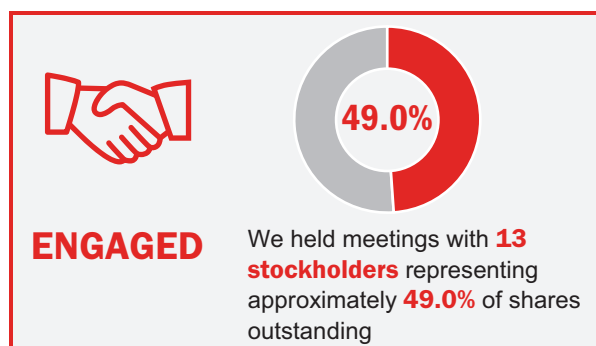 49.0%
ENGAGED
We held meetings with 13
stockholders representing
approximately 49.0% of shares
outstanding